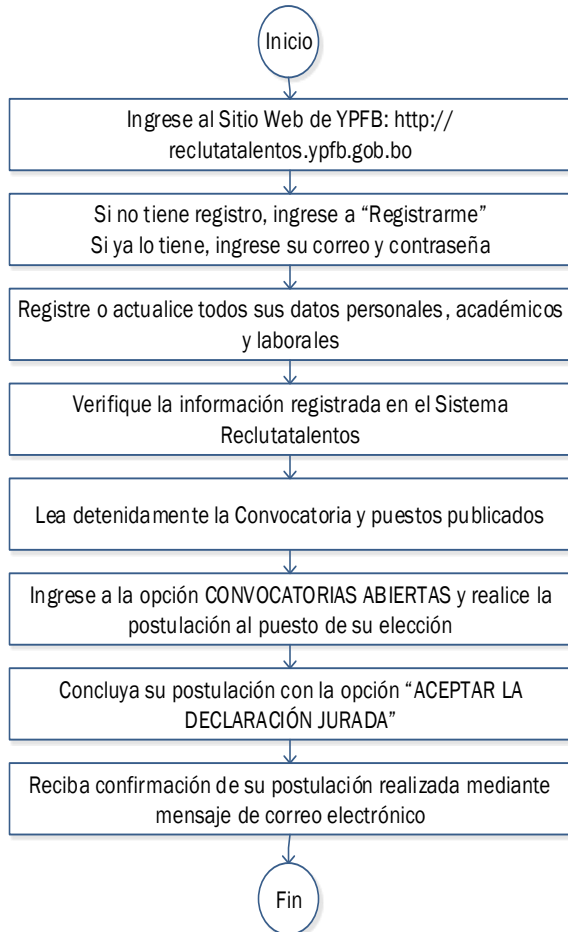 Inicio
Ingrese al Sitio Web de YPFB: http://
reclutatalentos.ypfb.gob.bo
Si no tiene registro, ingrese a “Registrarme”
Si ya lo tiene, ingrese su correo y contraseña
Registre o actualice todos sus datos personales, académicos
y laborales
Verifique la información registrada en el Sistema
Reclutatalentos
Lea detenidamente la Convocatoria y puestos publicados
Ingrese a la opción CONVOCATORIAS ABIERTAS y realice la
postulación al puesto de su elección
Concluya su postulación con la opción “ACEPTAR LA
DECLARACIÓN JURADA”
Reciba confirmación de su postulación realizada mediante
mensaje de correo electrónico
Fin